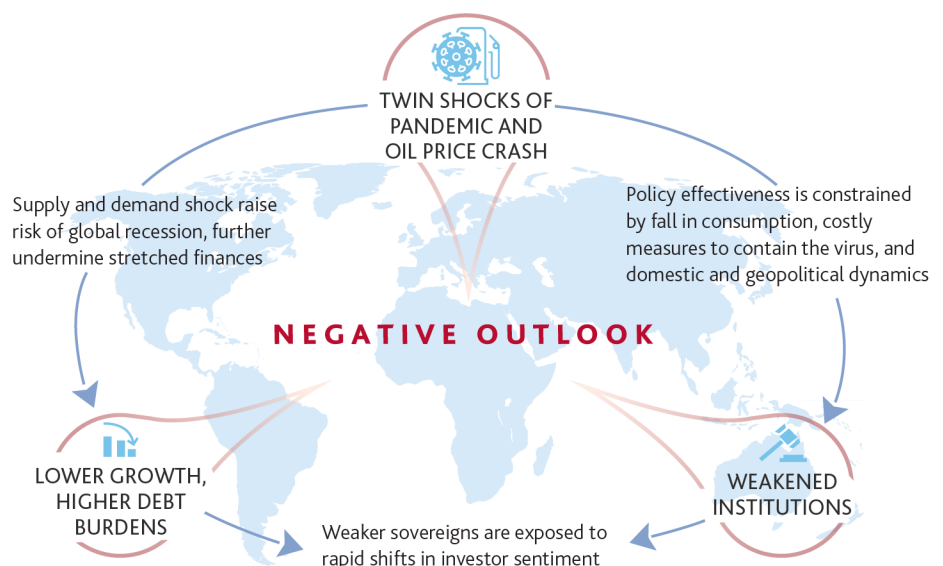 TWIN SHOCKS OF
PANDEMIC AND
OIL PRICE CRASH
Supply and demand shock raise
risk of global recession, further
undermine stretched finances
Policy effectiveness is constrained
by fall in consumption, costly
measures to contain the virus, and
domestic and geopolitical dynamics
NEGATIVE OUTLOOK
LOWER GROWTH,
HIGHER DEBT
BURDENS
WEAKENED
INSTITUTIONS
Weaker sovereigns are exposed to
rapid shifts in investor sentiment